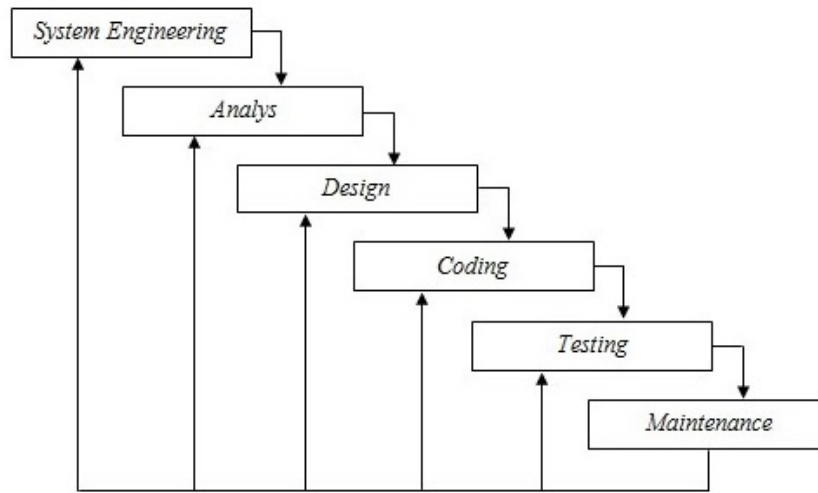 System Engineering
Analys
Design
Coding
Testing
Maintenance